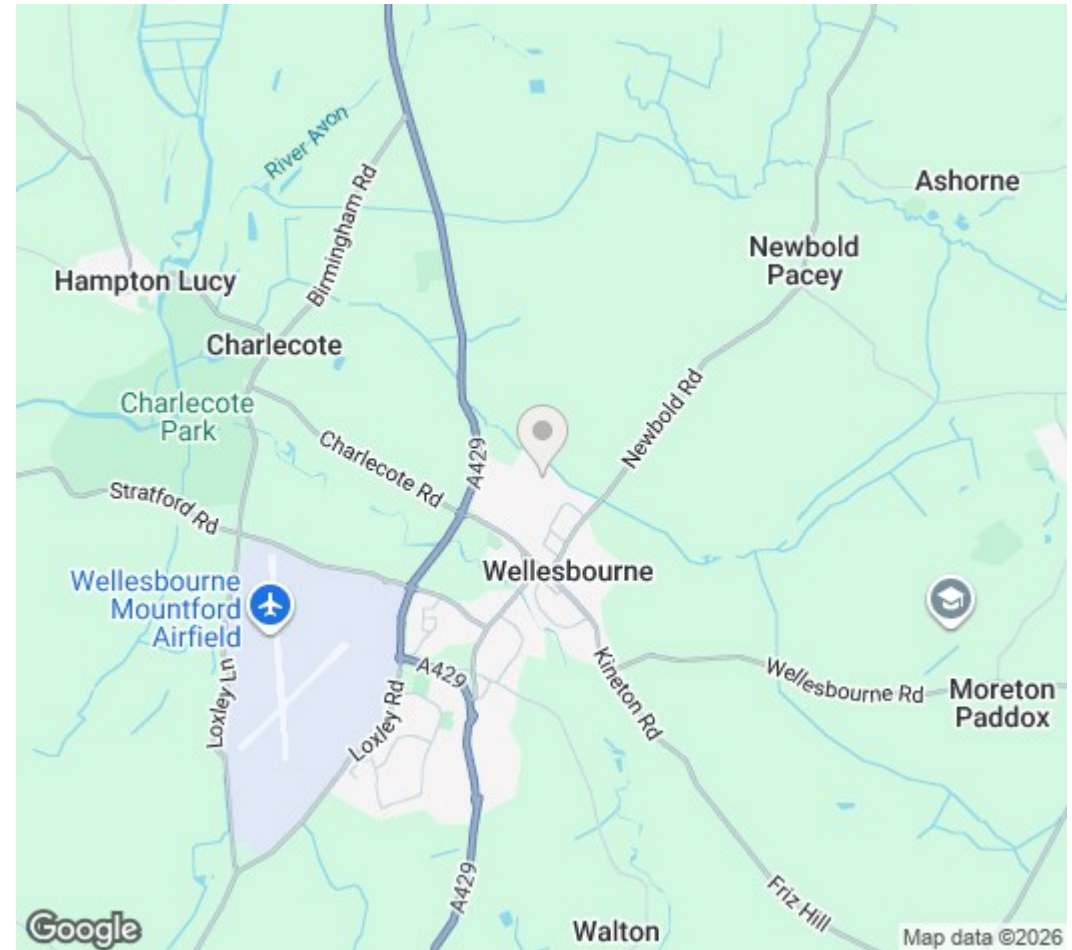 River Avon
Ashorne
Newbold
Pacey
Hampton Lucy
Birmingham Rd
Charlecote
Charlecote
Park
Newbold Rd
Charlecote Rd
A429
Stratford Rd
Wellesbourne
Wellesbourne
Mountford
Airfield
Loxley Ln
A429
Loxley Rd
Kineton Rd
Wellesbourne Rd
Moreton
Paddox
A429
Friz Hill
Walton
Google
Map data ©2026